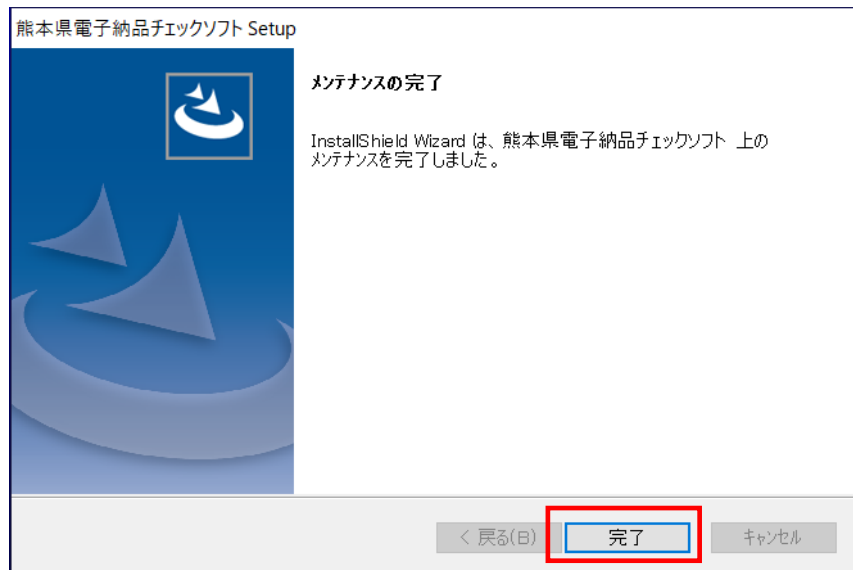 熊本県電子納品チェックソフト Setup
メンテナンスの完了
InstallShield Wizard は、熊本県電子納品チェックソフト 上の
メンテナンスを完了しました。
< 戻る(B)
完了
キャンセル